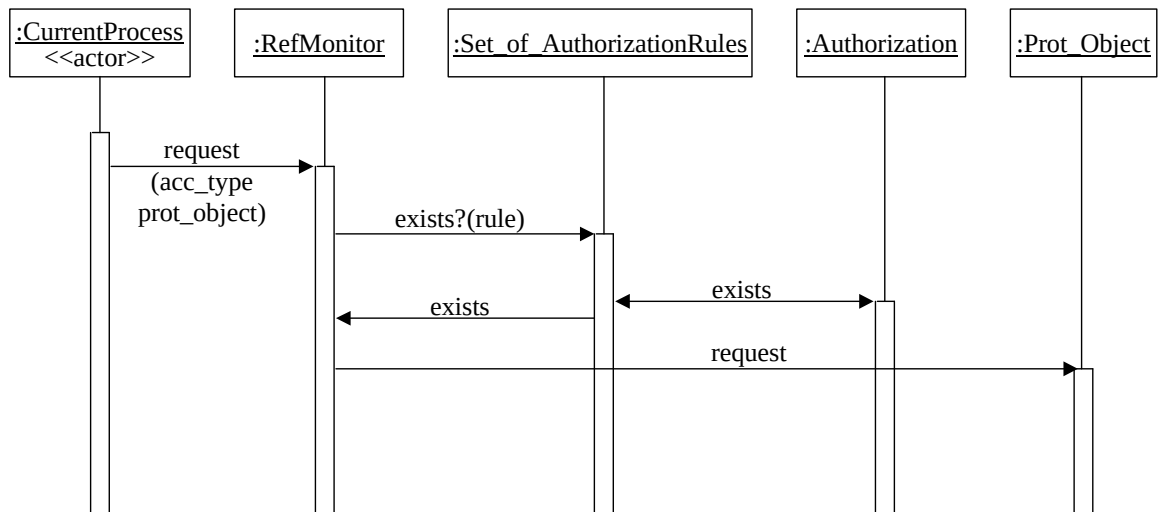 :CurrentProcess
<<actor>>
:RefMonitor
:Set_of_AuthorizationRules
:Authorization
:Prot_Object
request
(acc_type
prot_object)
exists?(rule)
exists
exists
request